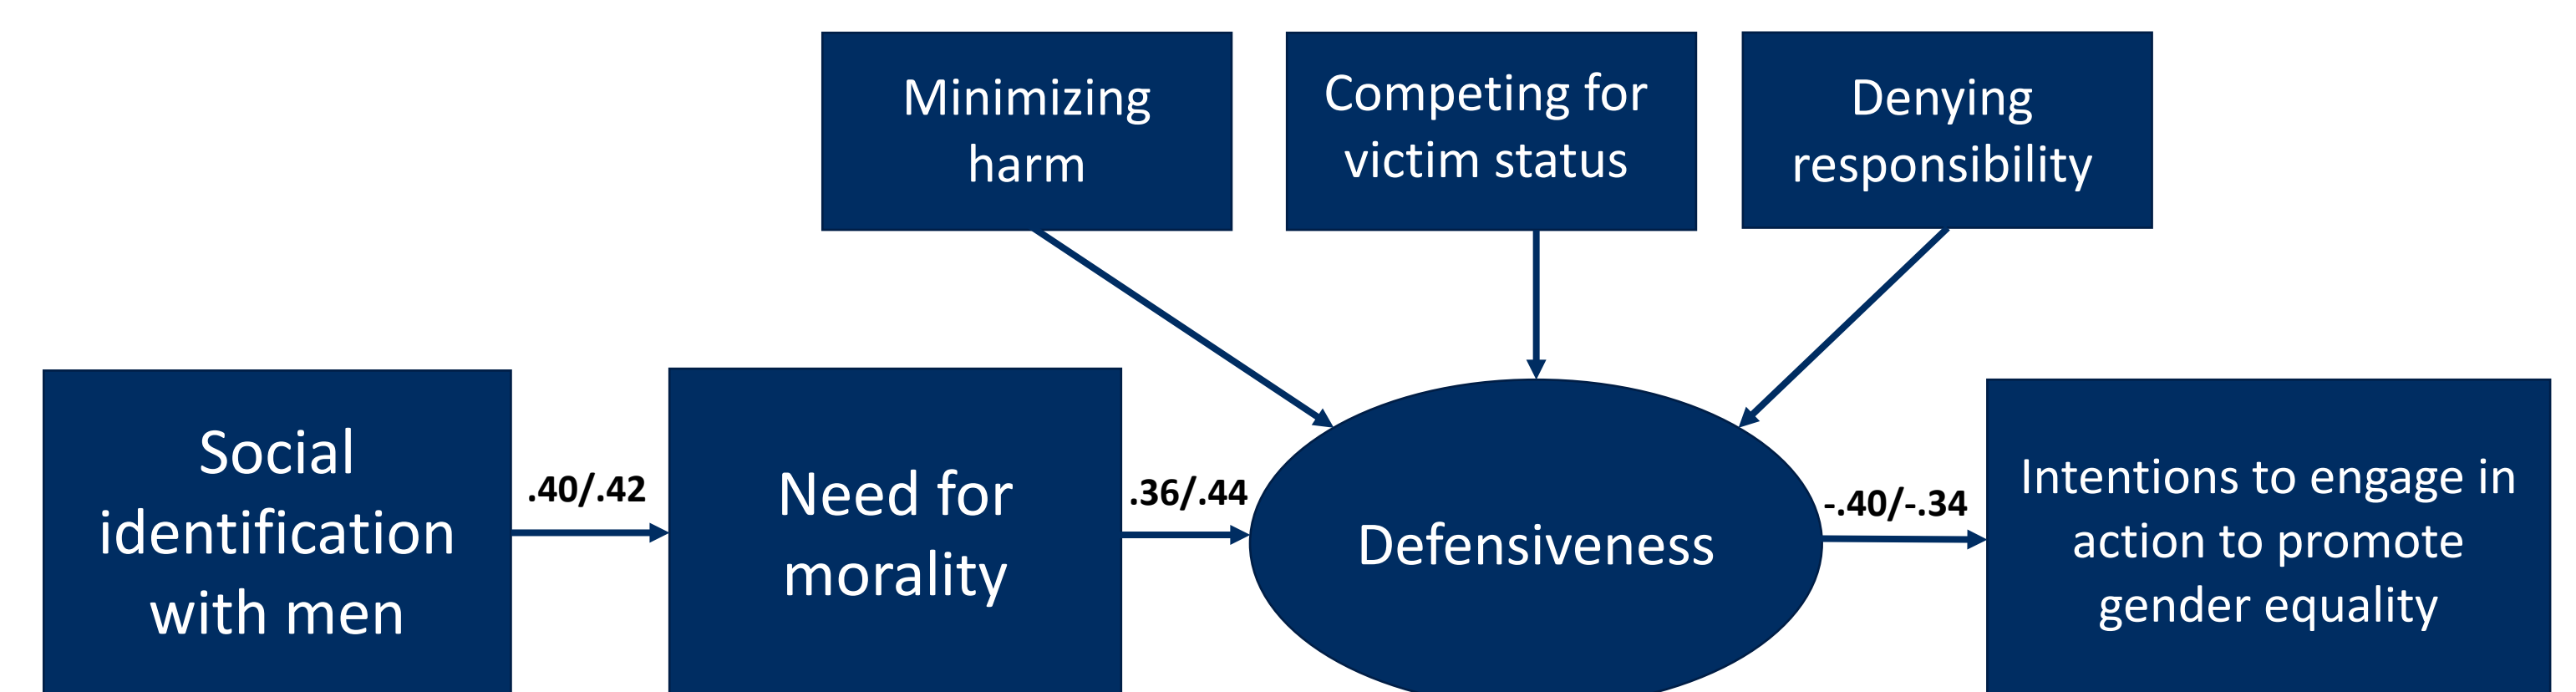 Minimizing
harm
Competing for
victim status
Denying
responsibility
Social
identification
with men
.40/.42
Need for
morality
.36/.44
Defensiveness
-.40/-.34
Intentions to engage in
action to promote
gender equality